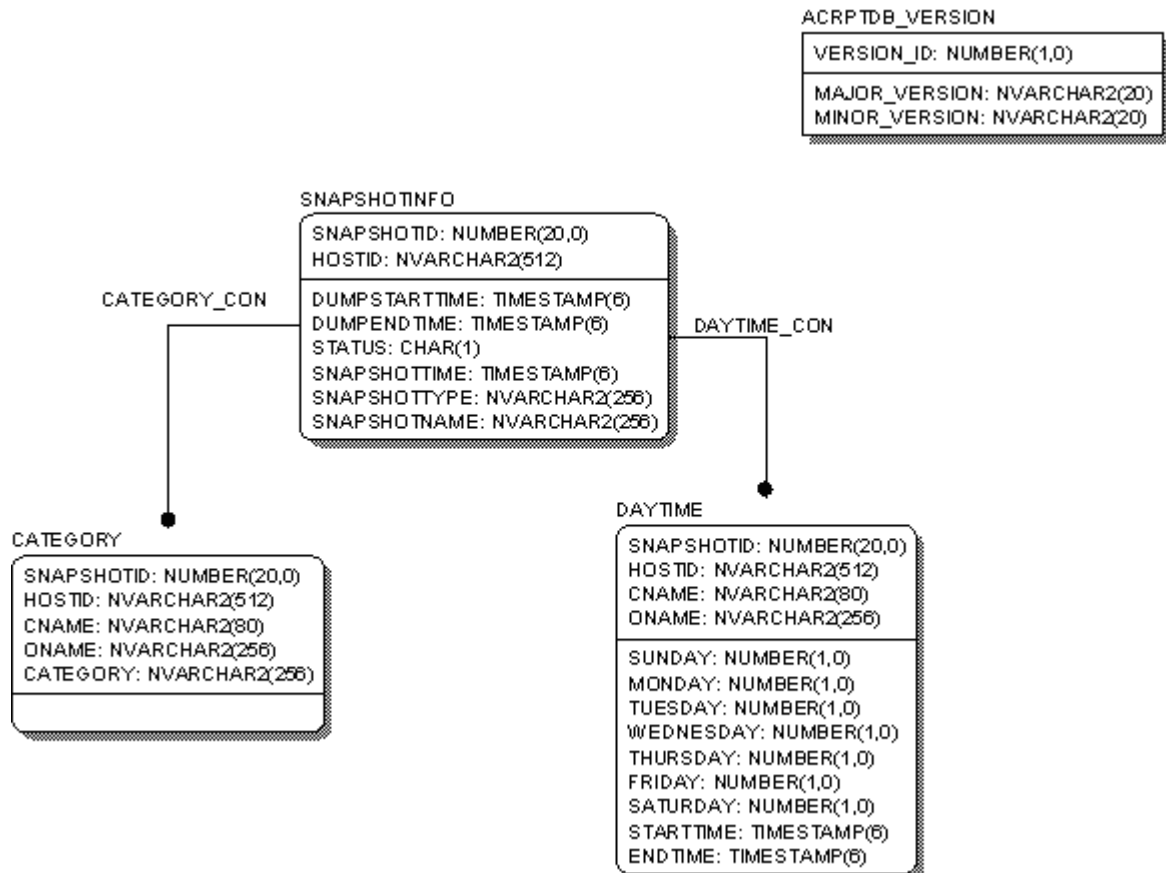 ACRPTDB_VERSION
VERSION_ID: NUMBER(1,0)
MAJOR_VERSION: NVARCHAR2(20)
MINOR_VERSION: NVARCHAR2(20)
SNAPSHOTINFO
SNAPSHOTID: NUMBER(20,0)
HOSTID: NVARCHAR2(512)
DUMPSTARTTIME: TIMESTAMP(6)
DUMPENDTIME: TIMESTAMP(6)
STATUS: CHAR(1)
SNAPSHOTTIME: TIMESTAMP(6)
SNAPSHOTTYPE: NVARCHAR2(256)
SNAPSHOTNAME: NVARCHAR2(256)
CATEGORY_CON
DAYTIME_CON
CATEGORY
SNAPSHOTID: NUMBER(20,0)
HOSTID: NVARCHAR2(512)
CNAME: NVARCHAR2(80)
ONAME: NVARCHAR2(256)
CATEGORY: NVARCHAR2(256)
DAYTIME
SNAPSHOTID: NUMBER(20,0)
HOSTID: NVARCHAR2(512)
CNAME: NVARCHAR2(80)
ONAME: NVARCHAR2(256)
SUNDAY: NUMBER(1,0)
MONDAY: NUMBER(1,0)
TUESDAY: NUMBER(1,0)
WEDNESDAY: NUMBER(1,0)
THURSDAY: NUMBER(1,0)
FRIDAY: NUMBER(1,0)
SATURDAY: NUMBER(1,0)
STARTTIME: TIMESTAMP(6)
ENDTIME: TIMESTAMP(6)